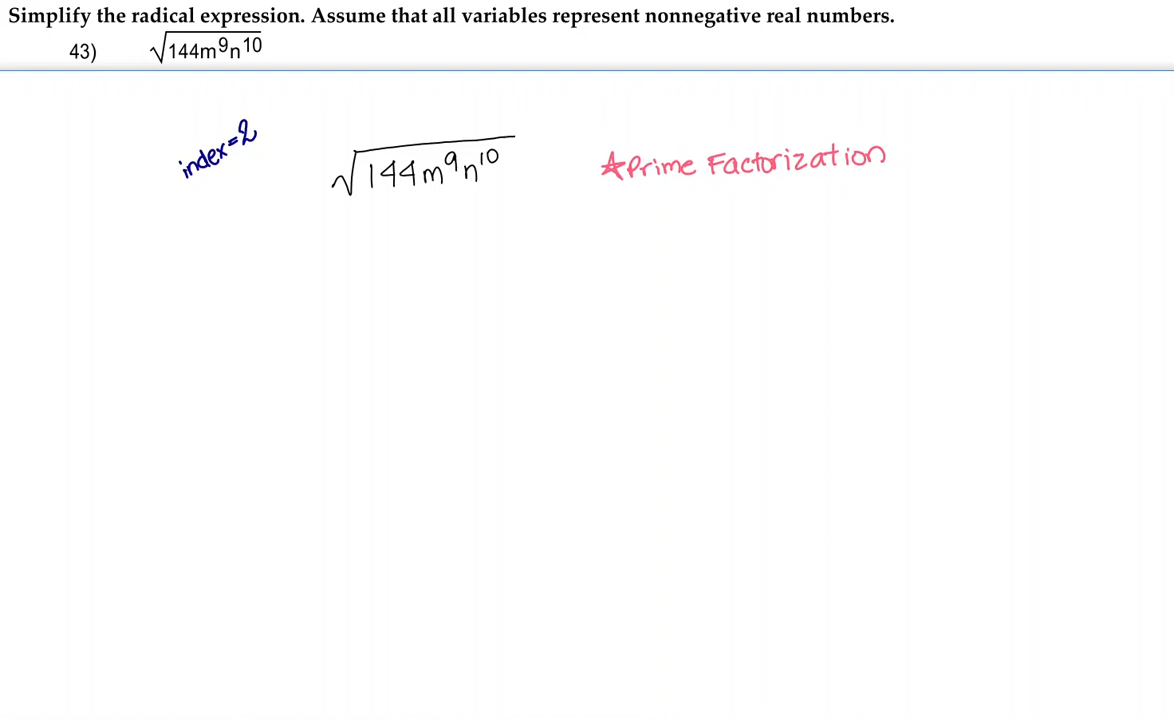 Simplify the radical expression. Assume that all variables represent nonnegative real numbers.
43) √144m⁹n¹⁰
index=2
√144m⁹n¹⁰ ☆Prime Factorization